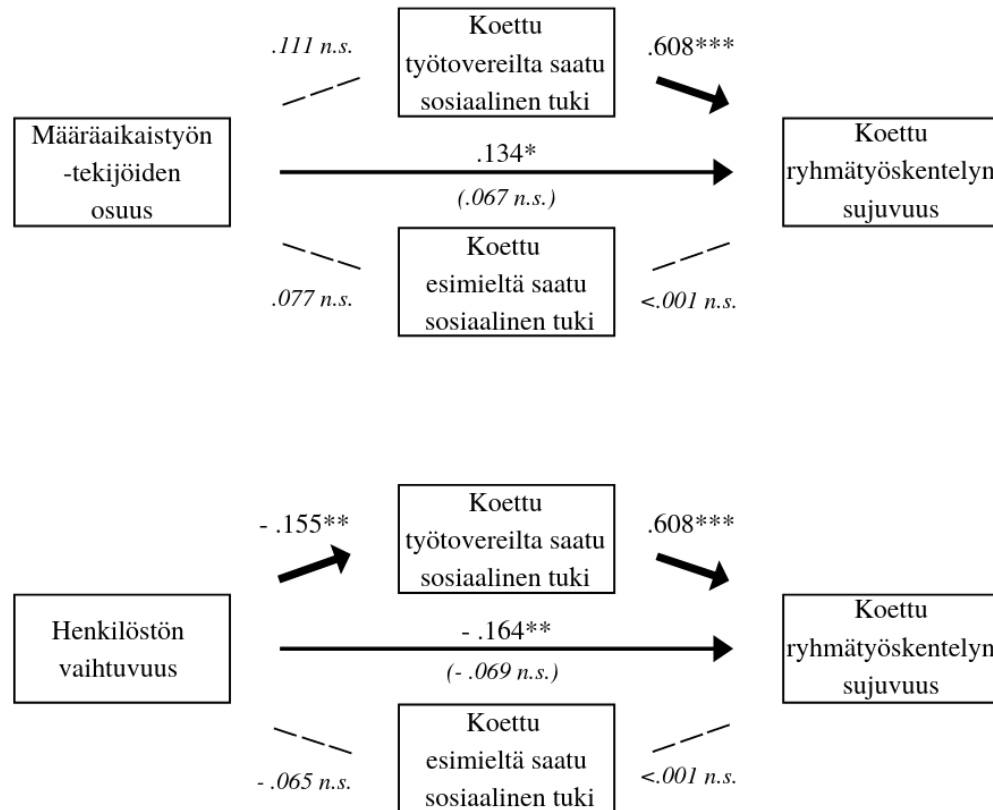 .111 n.s.
Koettu
työtovereilta saatu
sosiaalinen tuki
.608***
Määräaikaistyön
-tekijöiden
osuus
.134*
(.067 n.s.)
Koettu
ryhmätyöskentelyn
sujuvuus
.077 n.s.
Koettu
esimieltä saatu
sosiaalinen tuki
<.001 n.s.
- .155**
Koettu
työtovereilta saatu
sosiaalinen tuki
.608***
Henkilöstön
vaihtuvuus
- .164**
(- .069 n.s.)
Koettu
ryhmätyöskentelyn
sujuvuus
- .065 n.s.
Koettu
esimieltä saatu
sosiaalinen tuki
<.001 n.s.